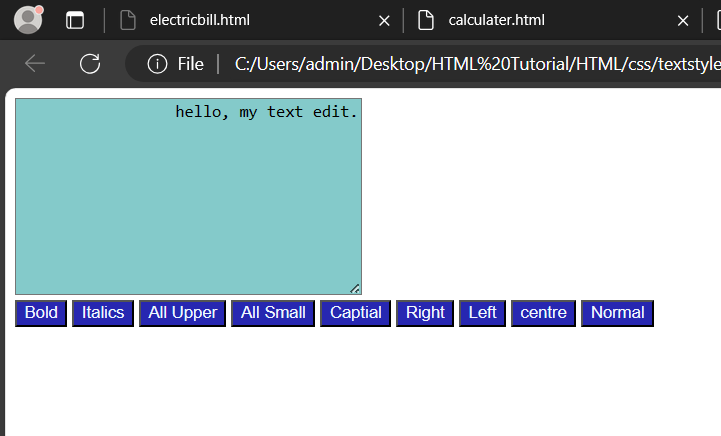 electricbill.html calculater.html
File C:/Users/admin/Desktop/HTML%20Tutorial/HTML/css/textstyle
hello, my text edit.
Bold Italics All Upper All Small Captial Right Left centre Normal